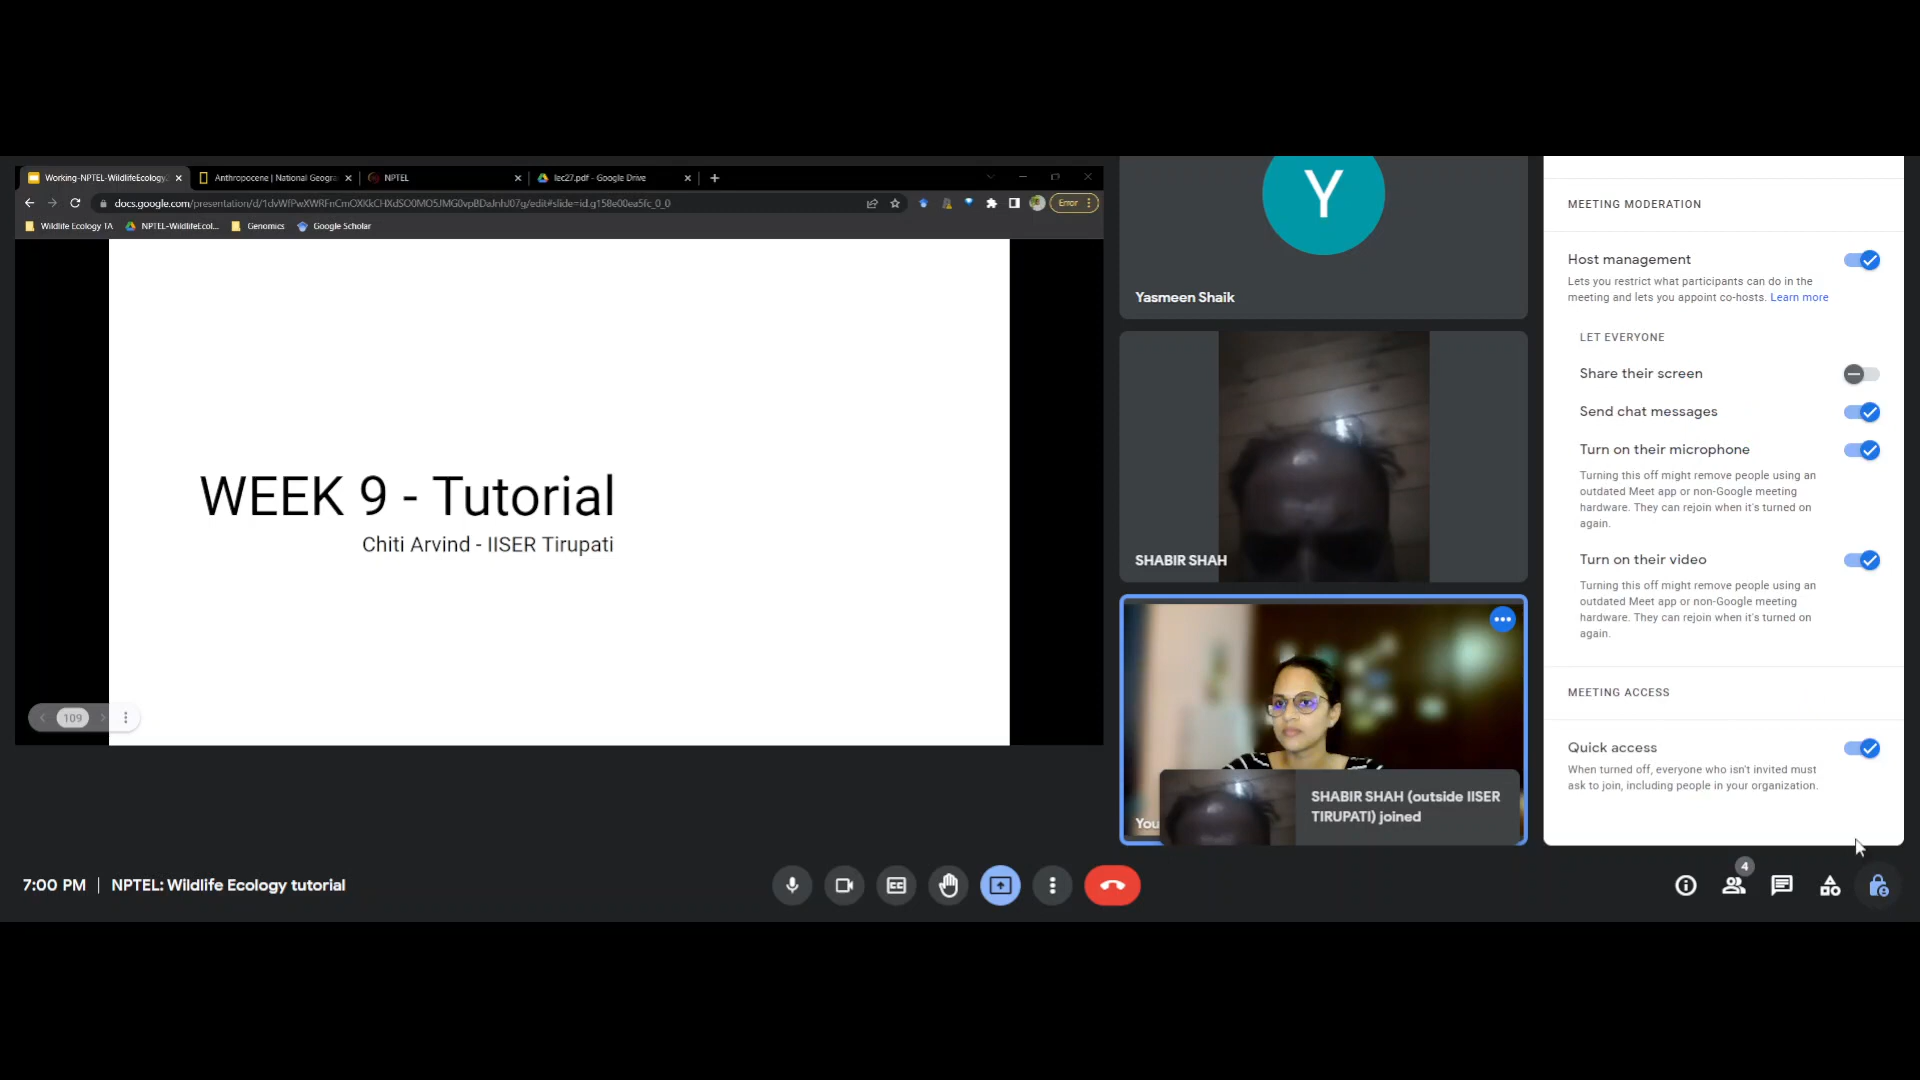 Working-NPTEL-WildlifeEcology.
Anthropocene | National Geogra
NPTEL
lec27.pdf - Google Drive
Error
Wildlife Ecology IA
NPTEL-WildlifeEcol...
Genomics
Google Scholar
WEEK 9 - Tutorial
Chiti Arvind - IISER Tirupati
109
Y
Yasmeen Shaik
SHABIR SHAH
You
SHABIR SHAH (outside IISER
TIRUPATI) joined
MEETING MODERATION
Host management
Lets you restrict what participants can do in the
meeting and lets you appoint co-hosts. Learn more
LET EVERYONE
Share their screen
Send chat messages
Turn on their microphone
Turning this off might remove people using an
outdated Meet app or non-Google meeting
hardware. They can rejoin when it's turned on
again.
Turn on their video
Turning this off might remove people using an
outdated Meet app or non-Google meeting
hardware. They can rejoin when it's turned on
again.
MEETING ACCESS
Quick access
When turned off, everyone who isn't invited must
ask to join, including people in your organization.
7:00 PM | NPTEL: Wildlife Ecology tutorial
CC
4